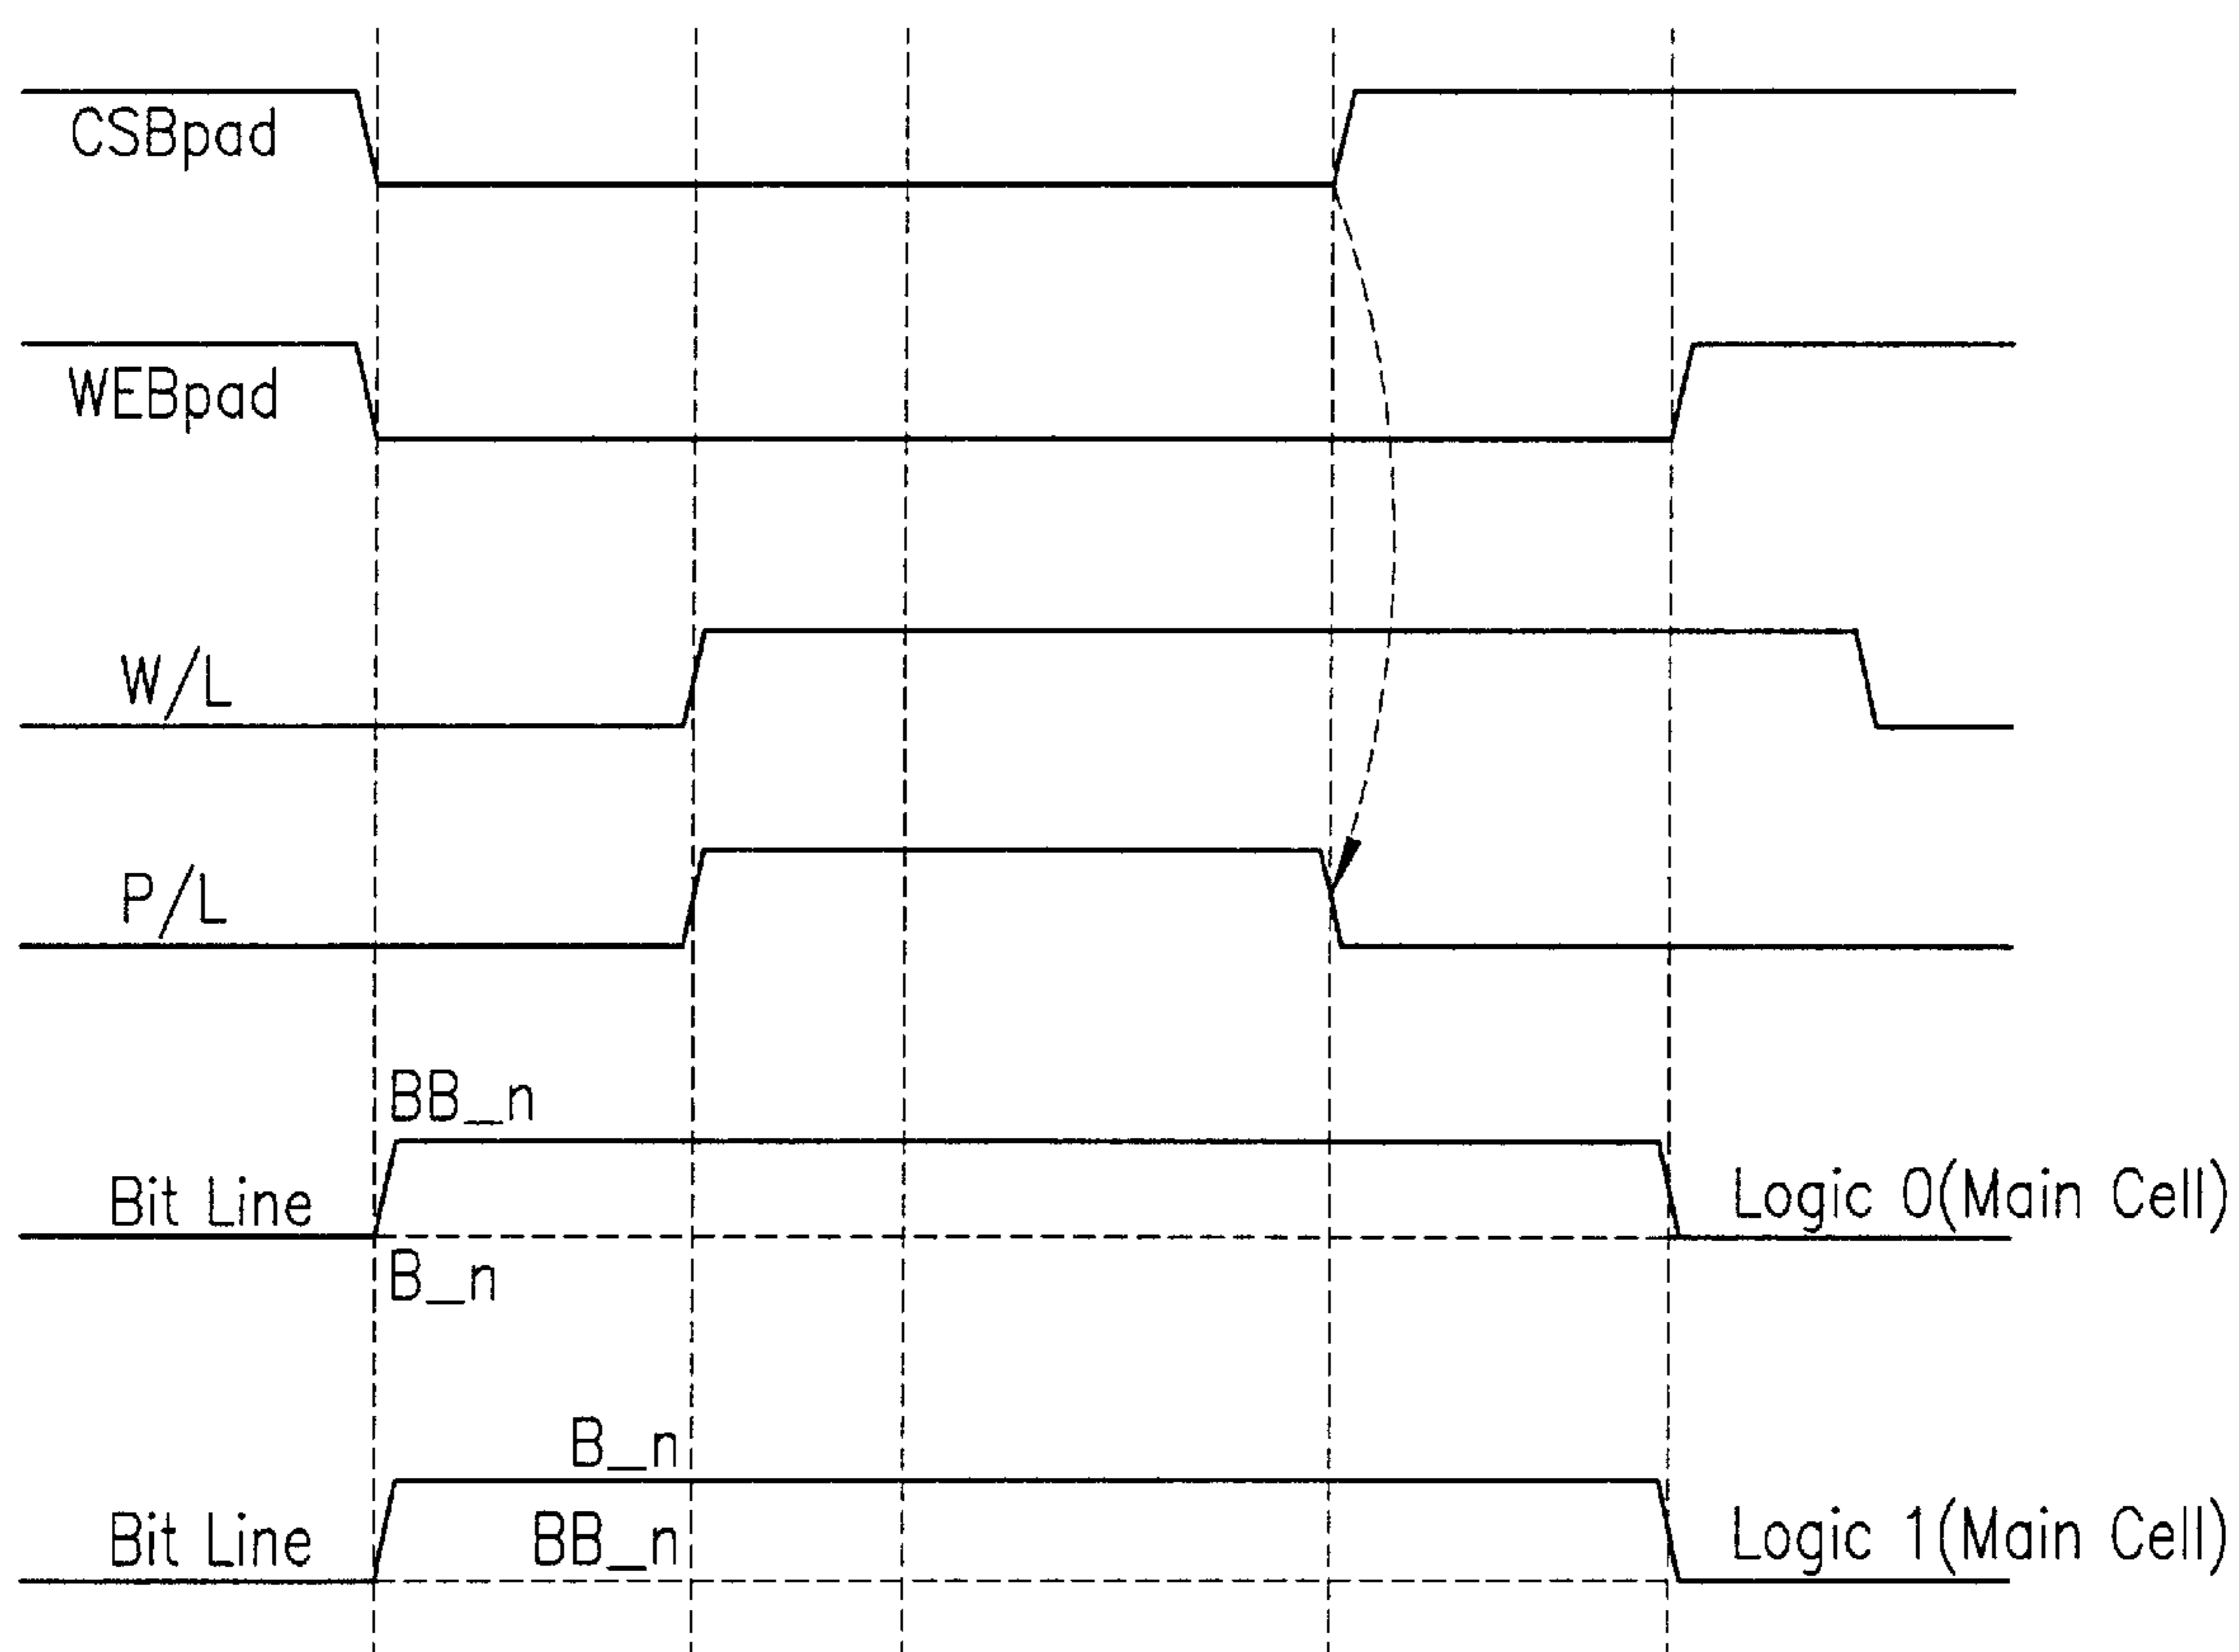 CSBpad
WEBpad
W/L
P/L
BB_n
Bit Line
Logic 0(Main Cell)
B_n
B_n
Bit Line
BB_n
Logic 1(Main Cell)